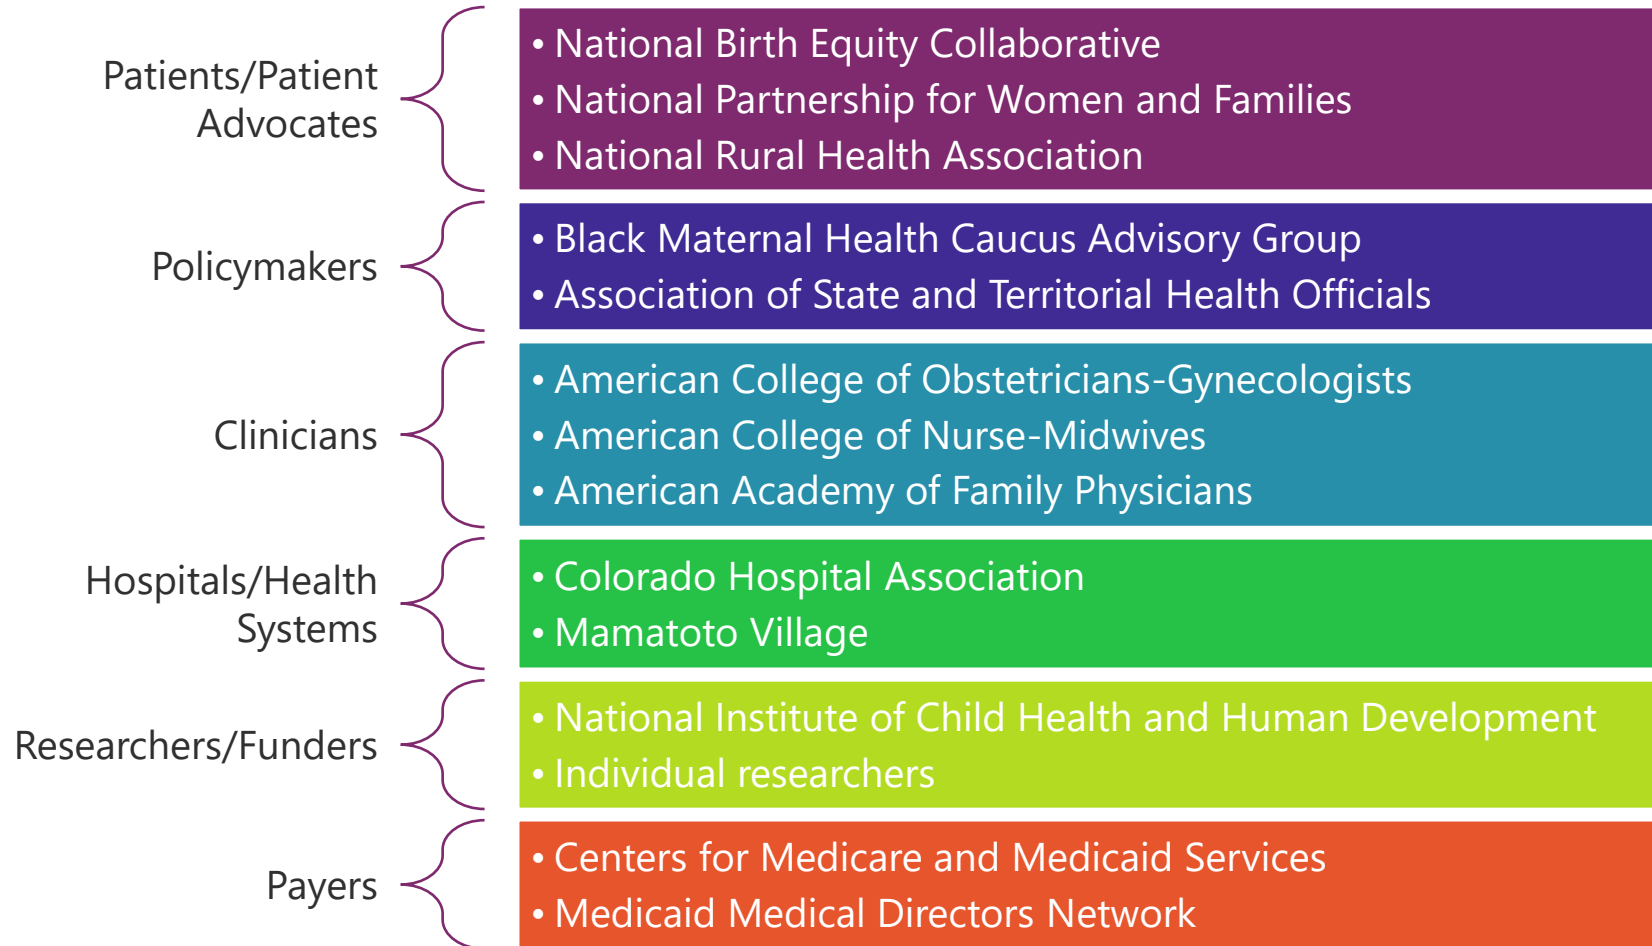 Patients/Patient
Advocates
• National Birth Equity Collaborative
• National Partnership for Women and Families
• National Rural Health Association
Policymakers
• Black Maternal Health Caucus Advisory Group
• Association of State and Territorial Health Officials
Clinicians
• American College of Obstetricians-Gynecologists
• American College of Nurse-Midwives
• American Academy of Family Physicians
Hospitals/Health
Systems
• Colorado Hospital Association
• Mamatoto Village
Researchers/Funders
• National Institute of Child Health and Human Development
• Individual researchers
Payers
• Centers for Medicare and Medicaid Services
• Medicaid Medical Directors Network